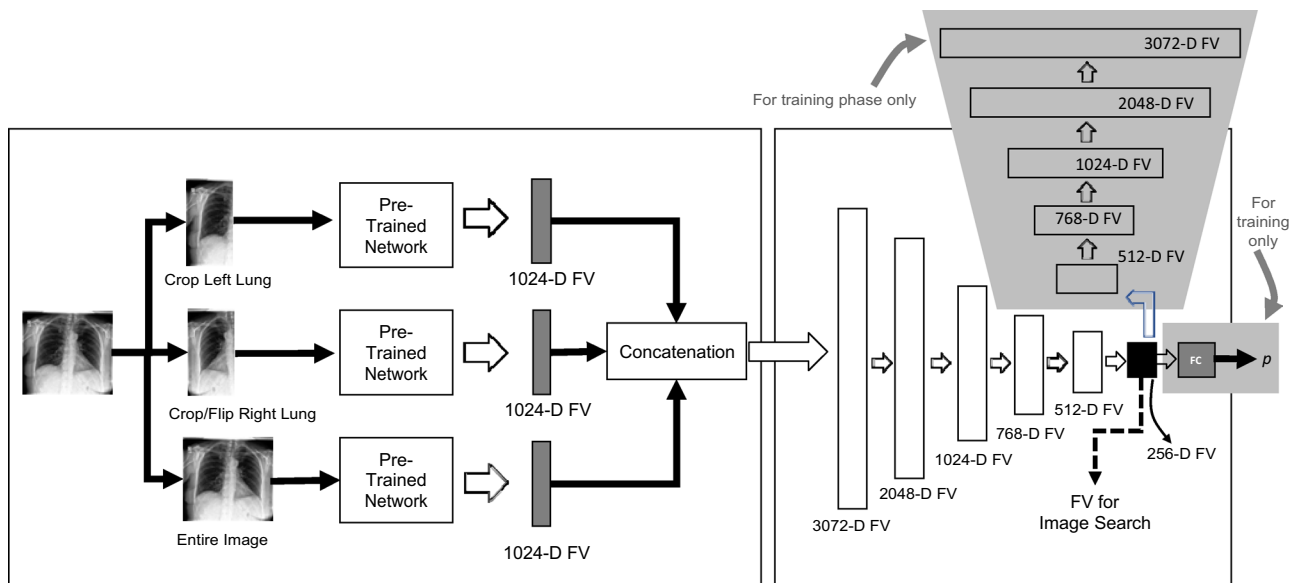 3072-D FV
For training phase only
2048-D FV
1024-D FV
768-D FV
512-D FV
For
training
only
Crop Left Lung
Pre-
Trained
Network
1024-D FV
Crop/Flip Right Lung
Pre-
Trained
Network
1024-D FV
Entire Image
Pre-
Trained
Network
1024-D FV
Concatenation
3072-D FV
2048-D FV
1024-D FV
768-D FV
512-D FV
256-D FV
FC
p
FV for
Image Search